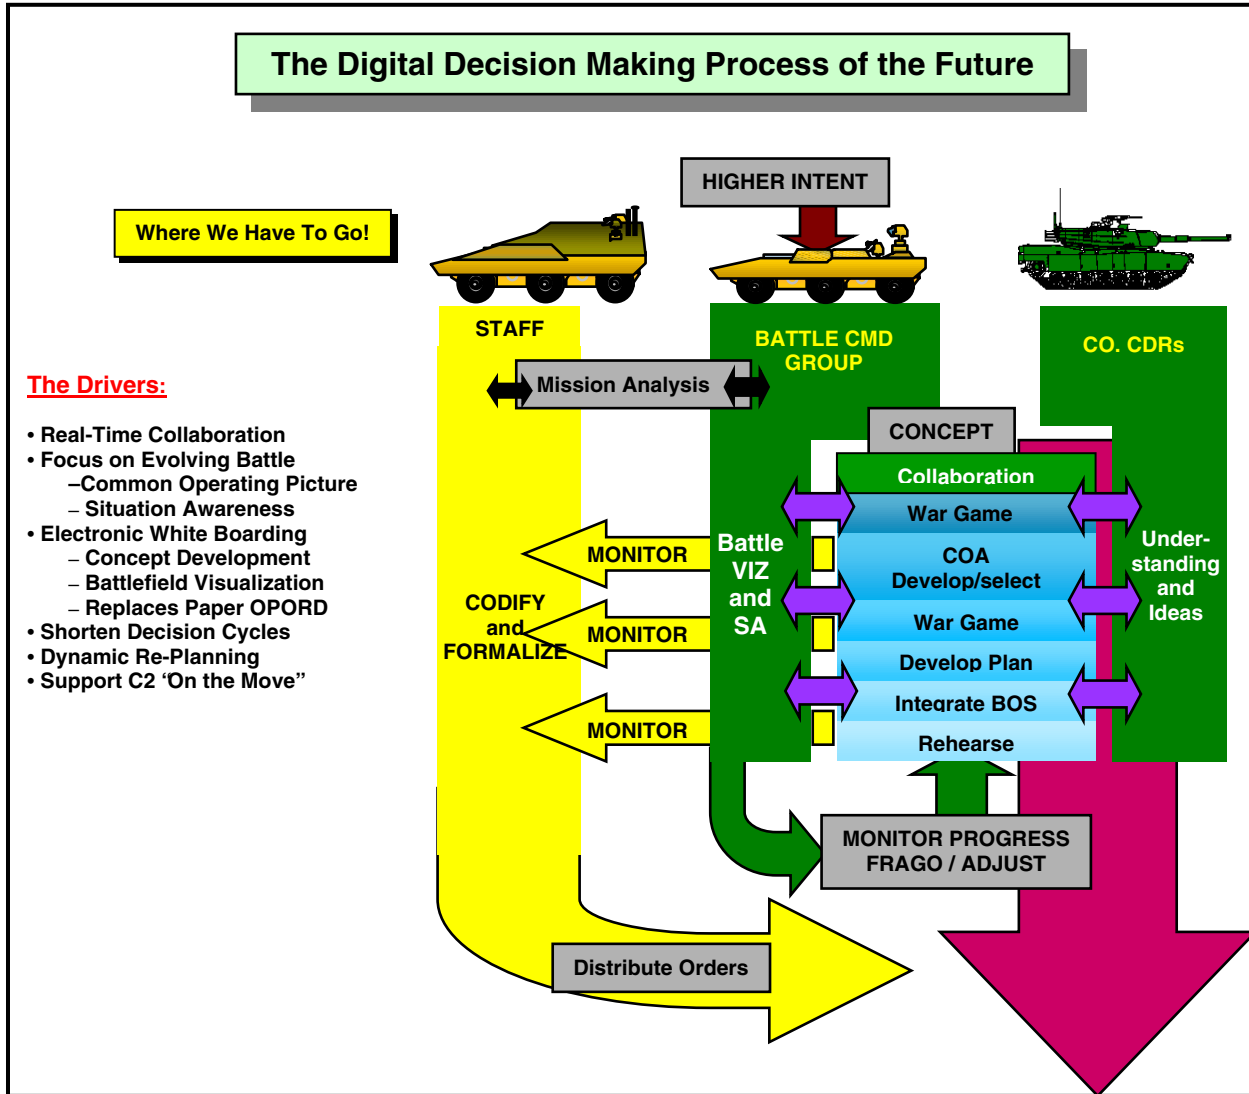 The Digital Decision Making Process of the Future
HIGHER INTENT
Where We Have To Go!
STAFF
BATTLE CMD
GROUP
CO. CDRs
Mission Analysis
The Drivers:
• Real-Time Collaboration
• Focus on Evolving Battle
–Common Operating Picture
– Situation Awareness
• Electronic White Boarding
– Concept Development
– Battlefield Visualization
– Replaces Paper OPORD
• Shorten Decision Cycles
• Dynamic Re-Planning
• Support C2 “On the Move”
CONCEPT
Collaboration
War Game
COA
Develop/select
War Game
Develop Plan
Integrate BOS
Rehearse
MONITOR
MONITOR
MONITOR
CODIFY
and
FORMALIZE
Battle
VIZ
and
SA
Under-
standing
and
Ideas
MONITOR PROGRESS
FRAGO / ADJUST
Distribute Orders